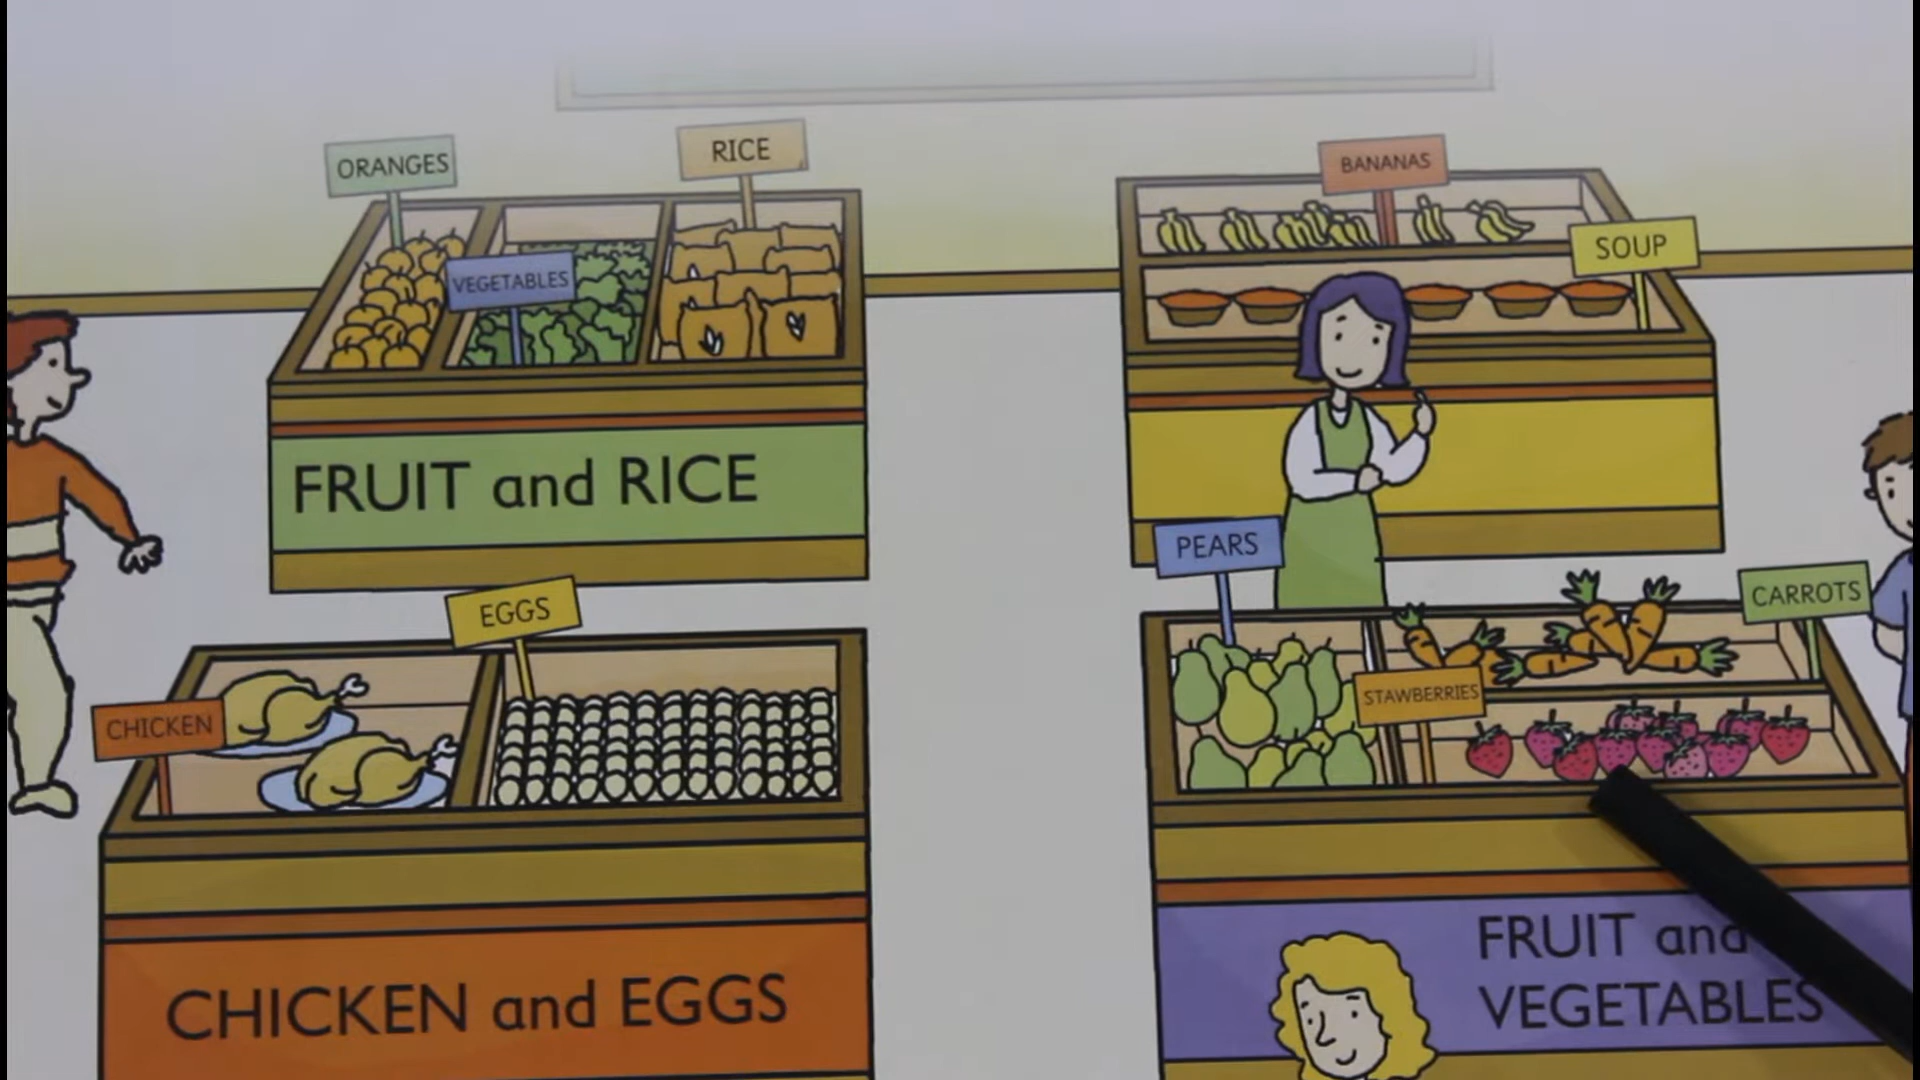 ORANGES
RICE
VEGETABLES
FRUIT and RICE
BANANAS
SOUP
EGGS
CHICKEN
CHICKEN and EGGS
PEARS
CARROTS
STAWBERRIES
FRUIT and
VEGETABLES